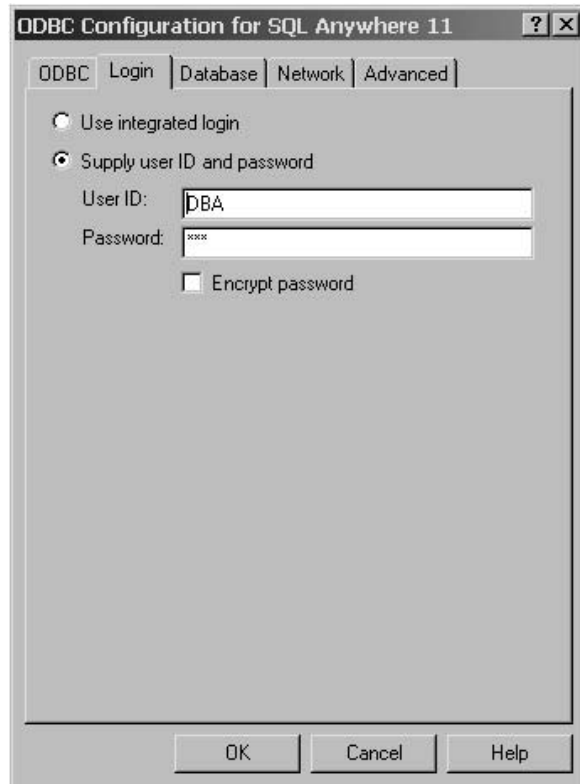 ODBC Configuration for SQL Anywhere 11 ? ×
ODBC Login Database Network Advanced
Use integrated login
Supply user ID and password
User ID: DBA
Password: ***
Encrypt password
OK Cancel Help